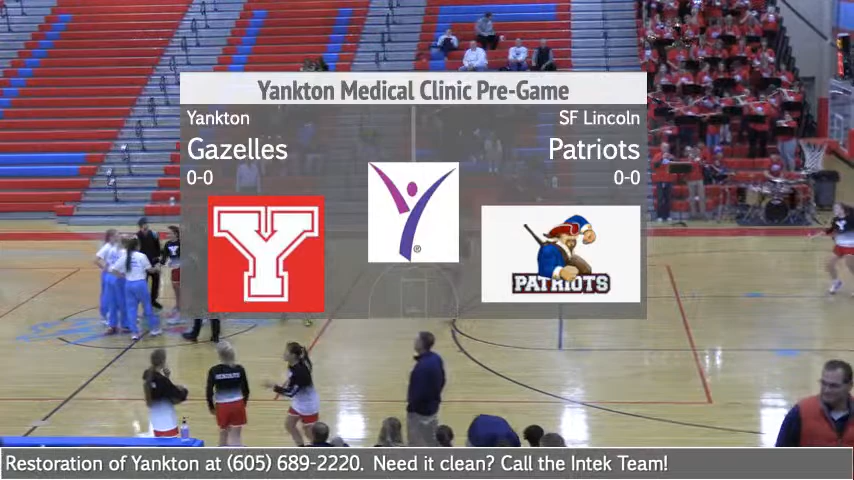 Yankton Medical Clinic Pre-Game
Yankton
SF Lincoln
Gazelles
Patriots
0-0
0-0
Y
®
PATRIOTS
Restoration of Yankton at (605) 689-2220. Need it clean? Call the Intek Team!